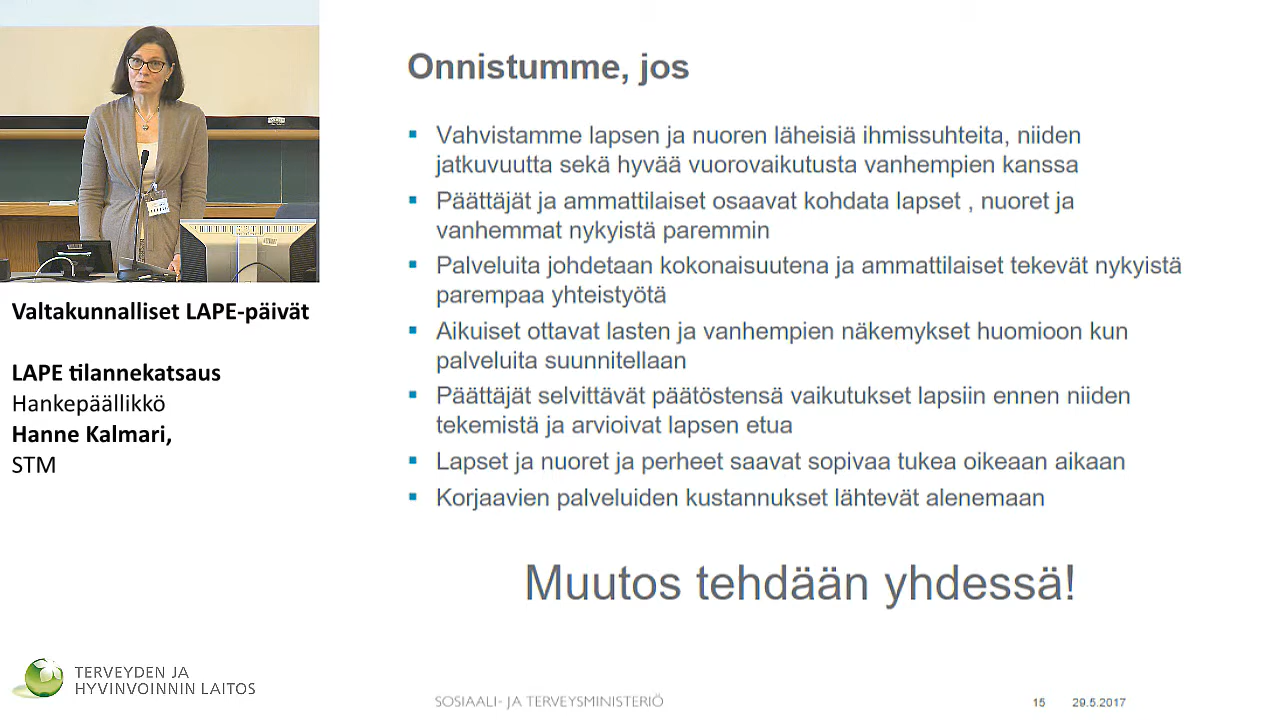 Valtakunnalliset LAPE-päivät
LAPE tilannekatsaus
Hankepäällikkö
Hanne Kalmari,
STM
TERVEYDEN JA
HYVINVOINNIN LAITOS
Onnistumme, jos
Vahvistamme lapsen ja nuoren läheisiä ihmissuhteita, niiden
jatkuvuutta sekä hyvää vuorovaikutusta vanhempien kanssa
Päättäjät ja ammattilaiset osaavat kohdata lapset , nuoret ja
vanhemmat nykyistä paremmin
Palveluita johdetaan kokonaisuutena ja ammattilaiset tekevät nykyistä
parempaa yhteistyötä
Aikuiset ottavat lasten ja vanhempien näkemykset huomioon kun
palveluita suunnitellaan
Päättäjät selvittävät päätöstensä vaikutukset lapsiin ennen niiden
tekemistä ja arvioivat lapsen etua
Lapset ja nuoret ja perheet saavat sopivaa tukea oikeaan aikaan
Korjaavien palveluiden kustannukset lähtevät alenemaan
Muutos tehdään yhdessä!
SOSIAALI- JA TERVEYSMINISTERIÖ
15 29.5.2017